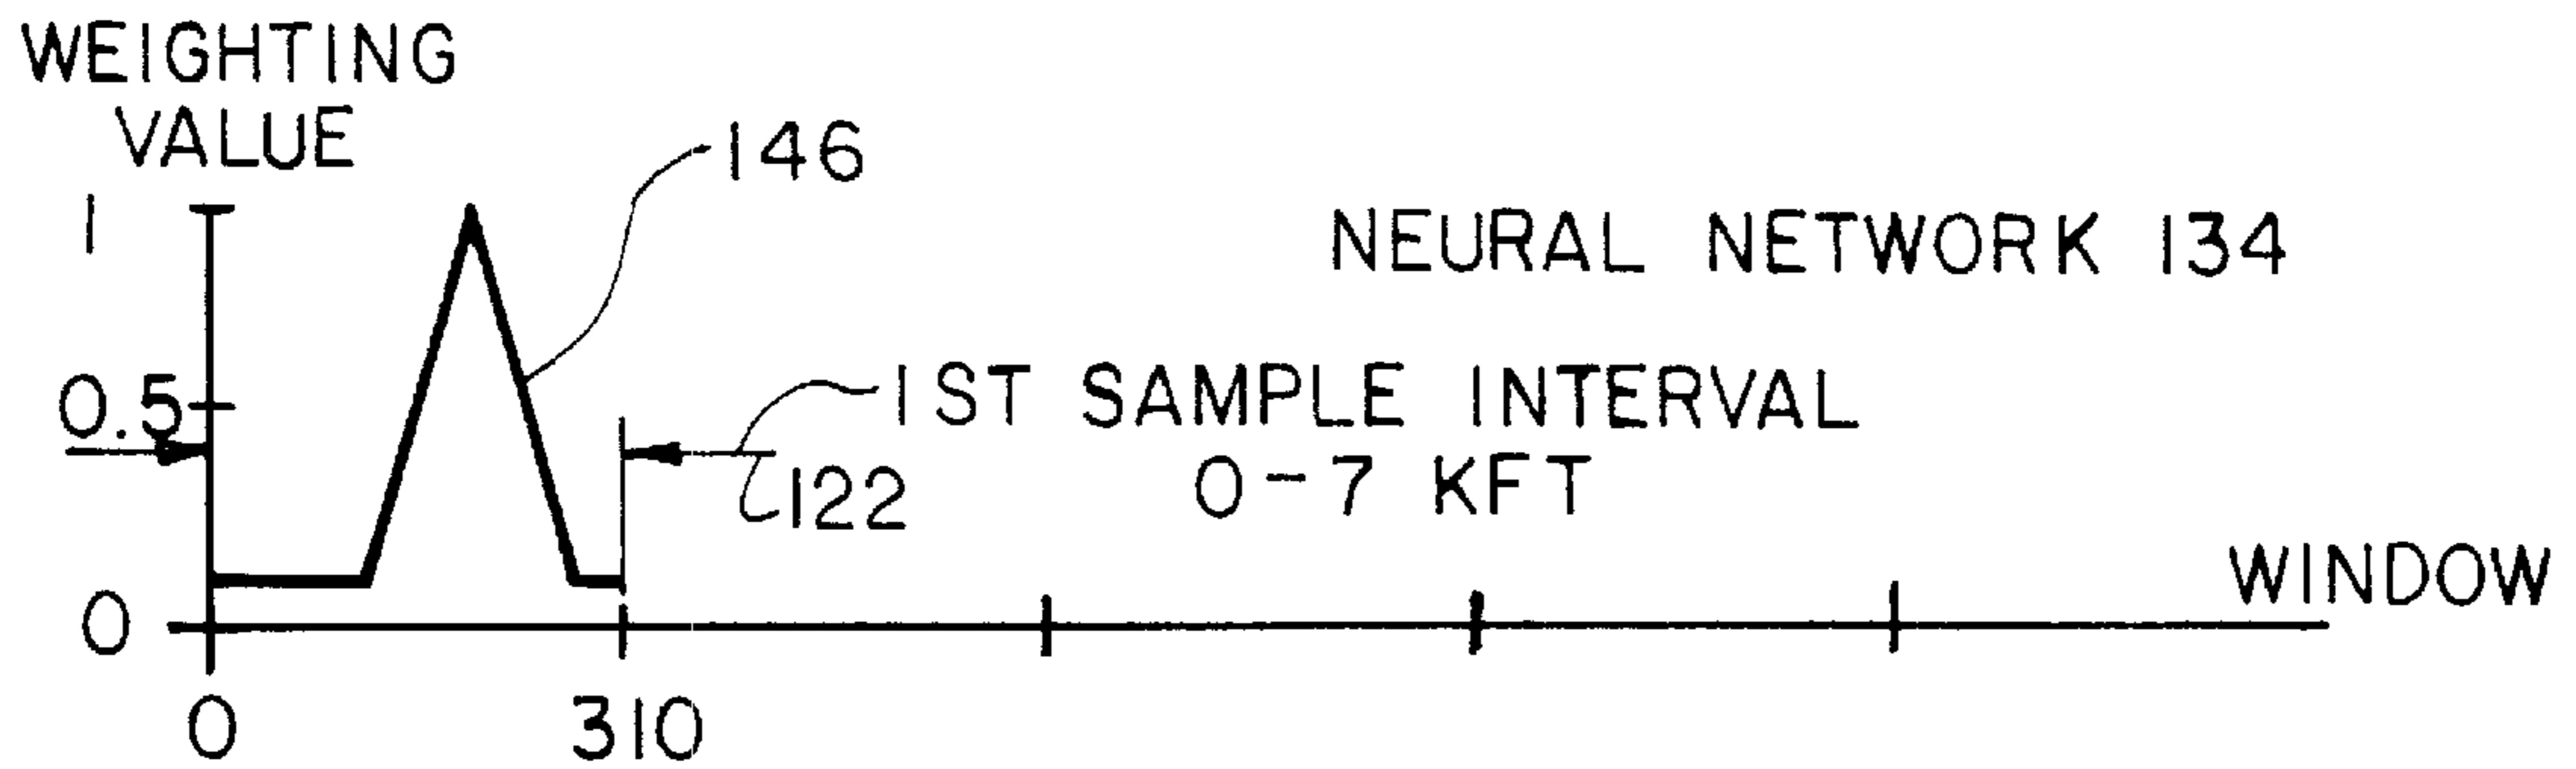 WEIGHTING
VALUE
146
1
NEURAL NETWORK 134
0.5
1ST SAMPLE INTERVAL
0-7 KFT
122
WINDOW
0
0
310